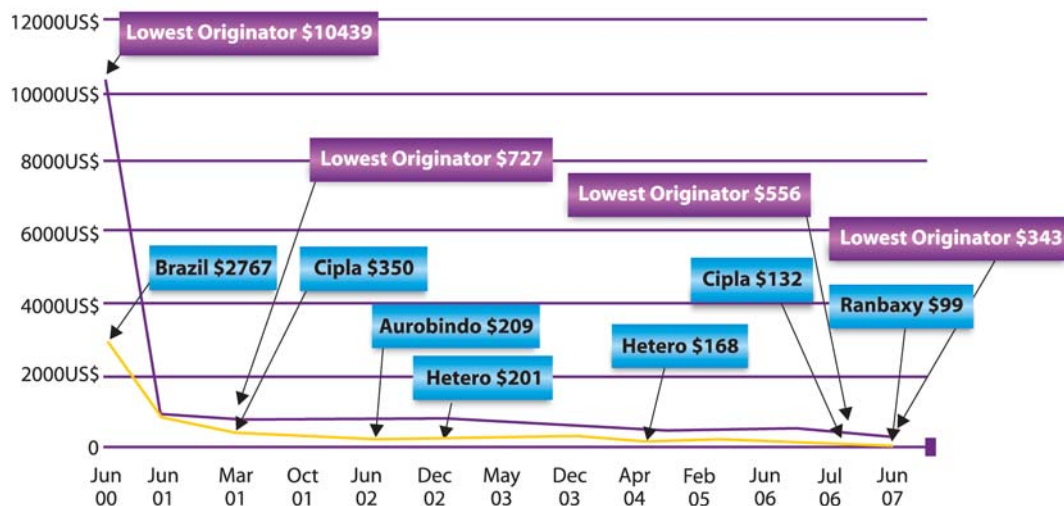 12000US$
Lowest Originator $10439
10000US$
Lowest Originator $727
8000US$
Lowest Originator $556
6000US$
Lowest Originator $343
Brazil $2767
Cipla $350
Cipla $132
4000US$
Ranbaxy $99
Aurobindo $209
Hetero $168
2000US$
Hetero $201
0
Jun Jun Mar Oct Jun Dec May Dec Apr Feb Jun Jul Jun
00 01 01 01 02 02 03 03 04 05 06 06 07